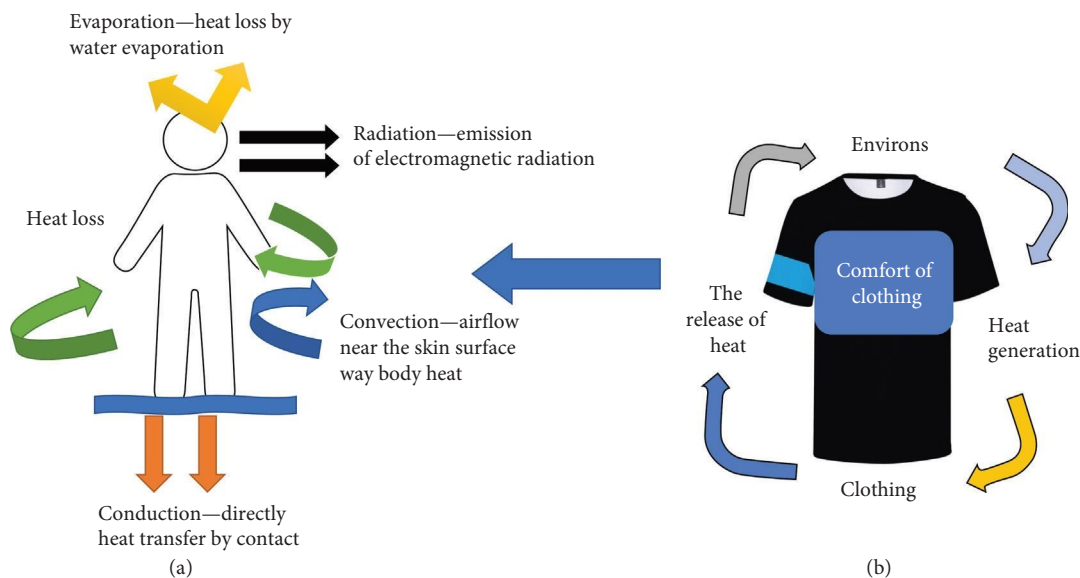 Evaporation—heat loss by
water evaporation
Radiation—emission
of electromagnetic radiation
Heat loss
Convection—airflow
near the skin surface
way body heat
Conduction—directly
heat transfer by contact
(a)
Environs
Comfort of
clothing
The
release of
heat
Heat
generation
Clothing
(b)